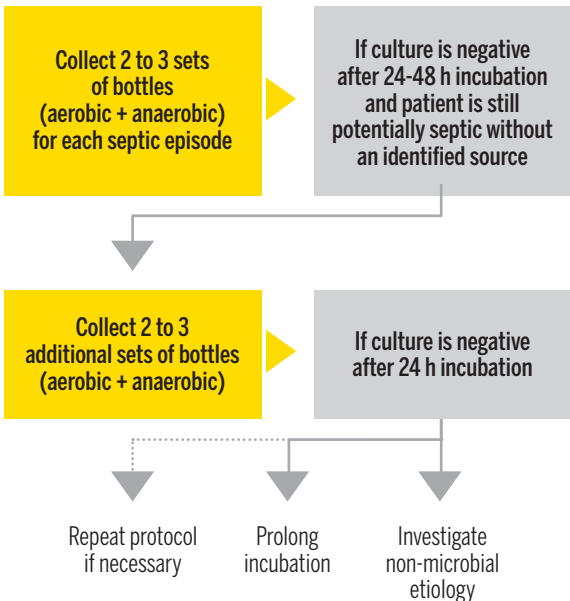 Collect 2 to 3 sets
of bottles
(aerobic + anaerobic)
for each septic episode
If culture is negative
after 24-48 h incubation
and patient is still
potentially septic without
an identified source
Collect 2 to 3
additional sets of bottles
(aerobic + anaerobic)
If culture is negative
after 24 h incubation
Repeat protocol
if necessary
Prolong
incubation
Investigate
non-microbial
etiology